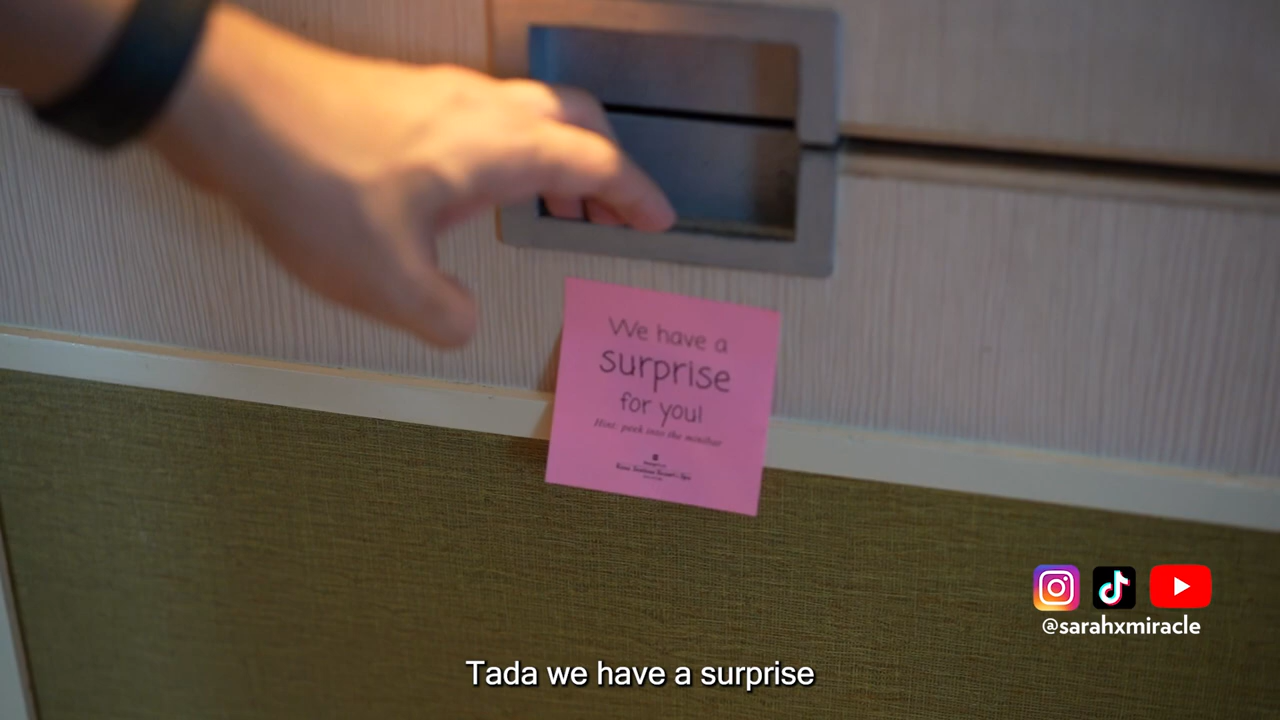 We have a
surprise
for you!
Hint: peek into the minibar
@sarahxmiracle
Tada we have a surprise